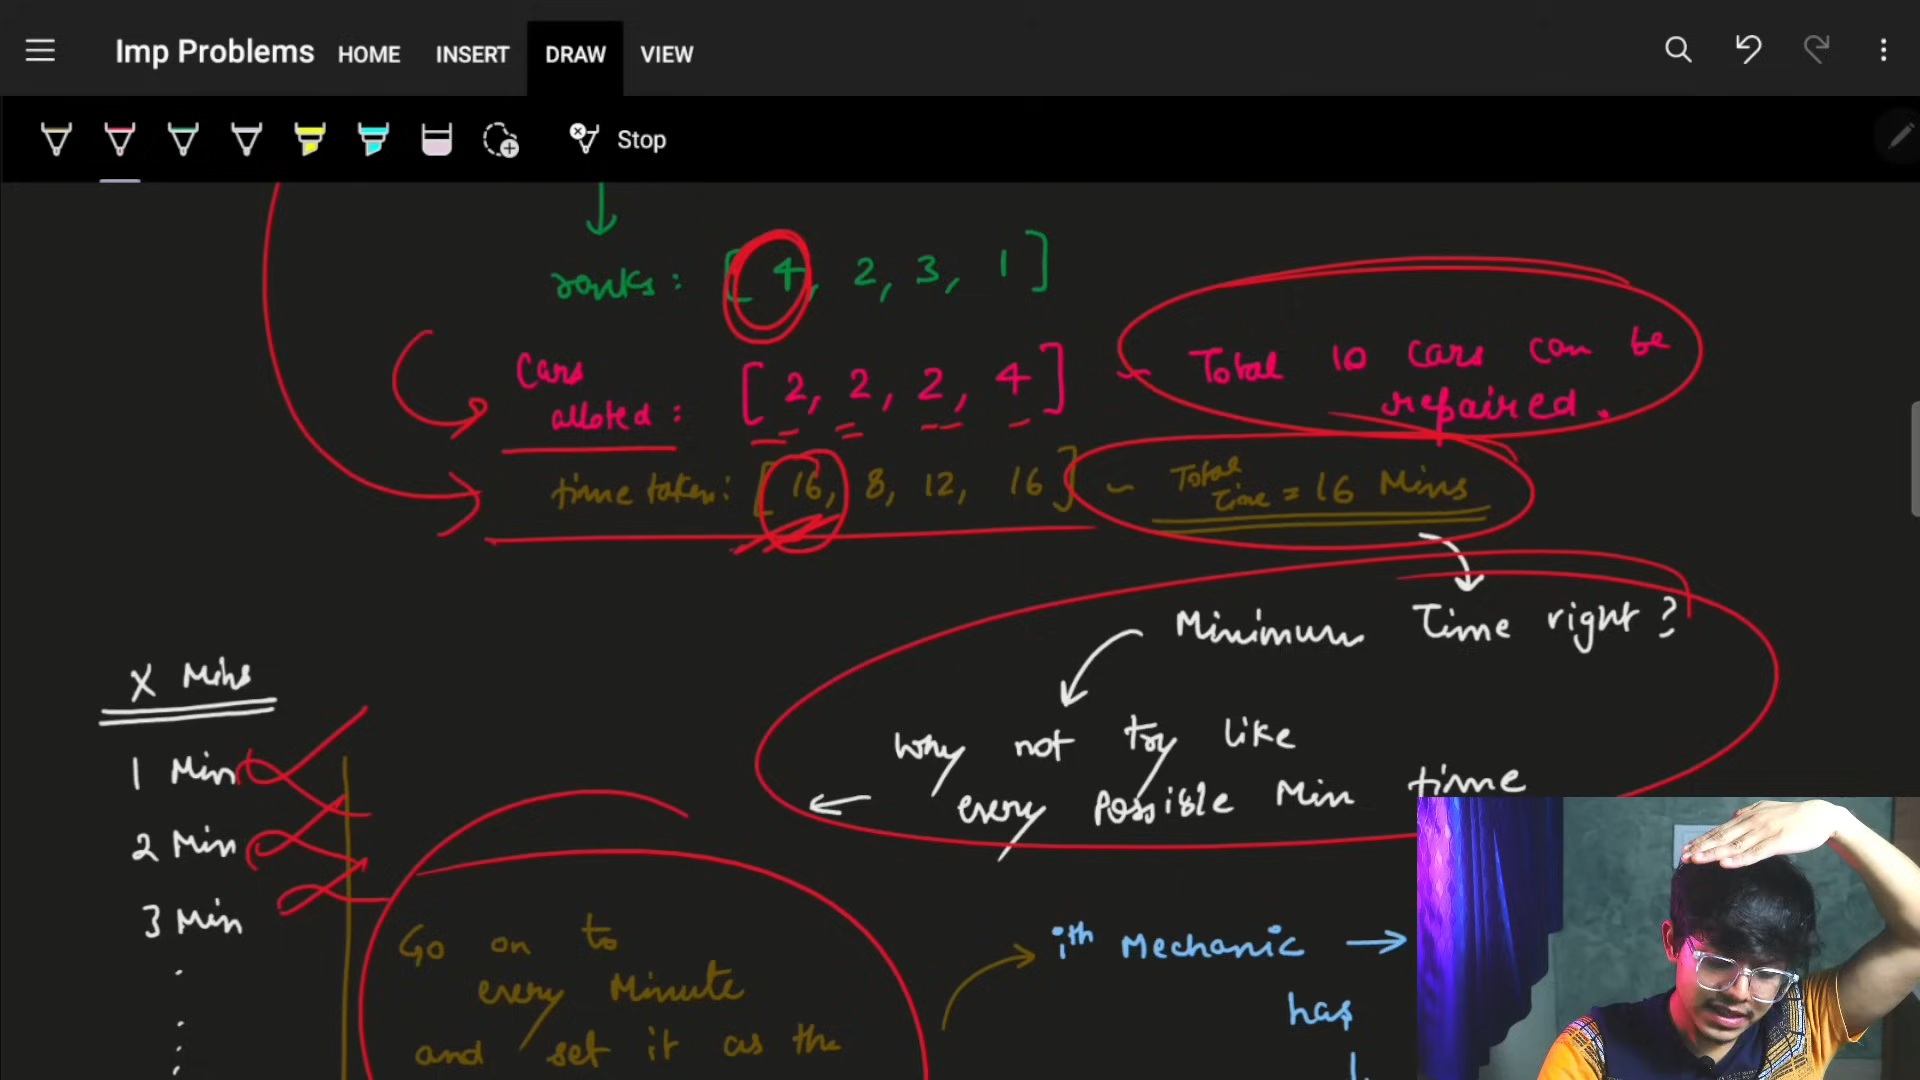 Imp Problems HOME INSERT DRAW VIEW
Stop
ranks: [4, 2, 3, 1]
Cars alloted: [2, 2, 2, 4] - Total 10 cars can be repaired.
time taken: [16, 8, 12, 16] - Total Time = 16 Mins
Minimum Time right?
X Mins
why not try like
1 Min
every Possible Min time
2 Min
3 Min
Go on to
every Minute
and set it as the
ith Mechanic →
has